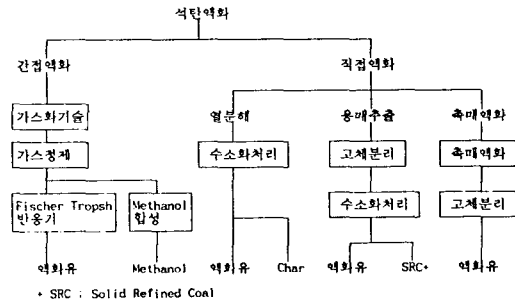 석탄액화
간접액화 직접액화
가스화기술 열분해 용매추출 촉매액화
가스정제 수소화처리 고체분리 촉매액화
Fischer Tropsh Methanol
반응기 합성 수소화처리 고체분리
액화유 Methanol 액화유 Char 액화유 SRC+ 액화유
+ SRC ; Solid Refined Coal